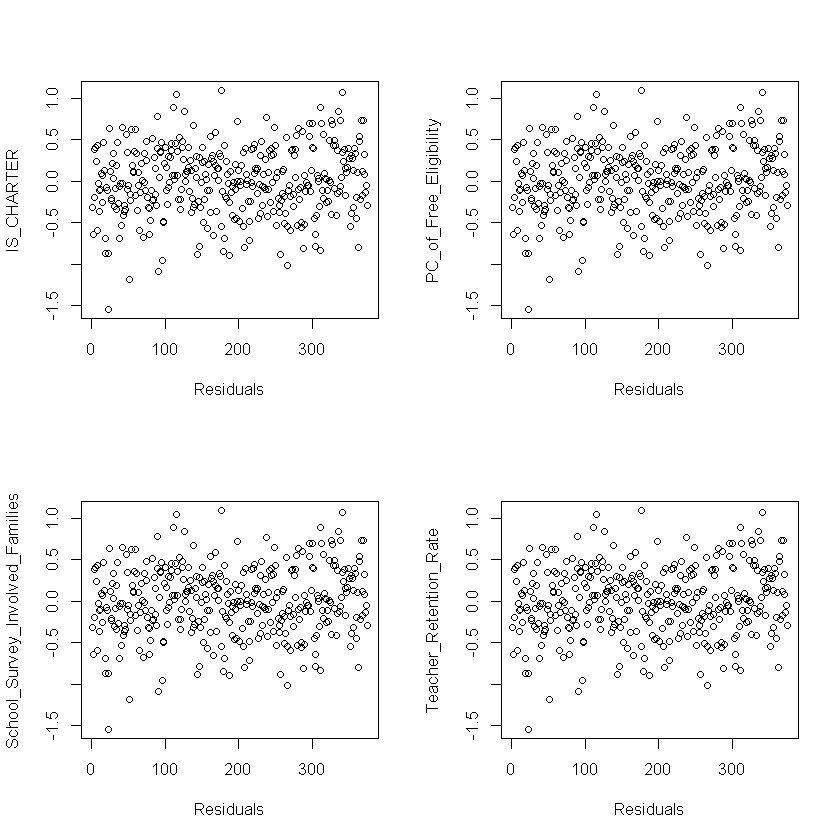 IS_CHARTER
1.0
0.5
0.0
-0.5
-1.5
0 100 200 300
Residuals
PC_of_Free_Eligibility
1.0
0.5
0.0
-0.5
-1.5
0 100 200 300
Residuals
School_Survey_Involved_Families
1.0
0.5
0.0
-0.5
-1.5
0 100 200 300
Residuals
Teacher_Retention_Rate
1.0
0.5
0.0
-0.5
-1.5
0 100 200 300
Residuals